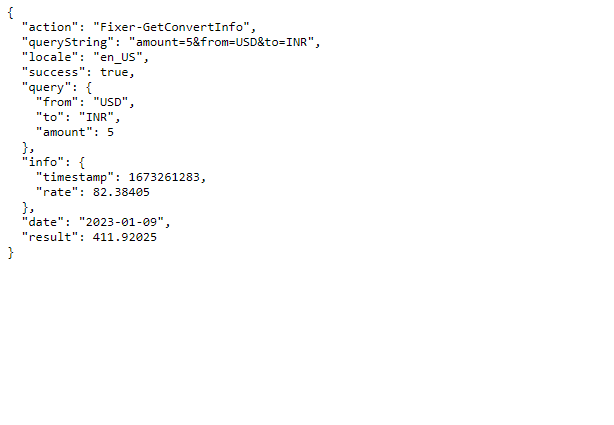 {
  "action": "Fixer-GetConvertInfo",
  "queryString": "amount=5&from=USD&to=INR",
  "locale": "en_US",
  "success": true,
  "query": {
    "from": "USD",
    "to": "INR",
    "amount": 5
  },
  "info": {
    "timestamp": 1673261283,
    "rate": 82.38405
  },
  "date": "2023-01-09",
  "result": 411.92025
}